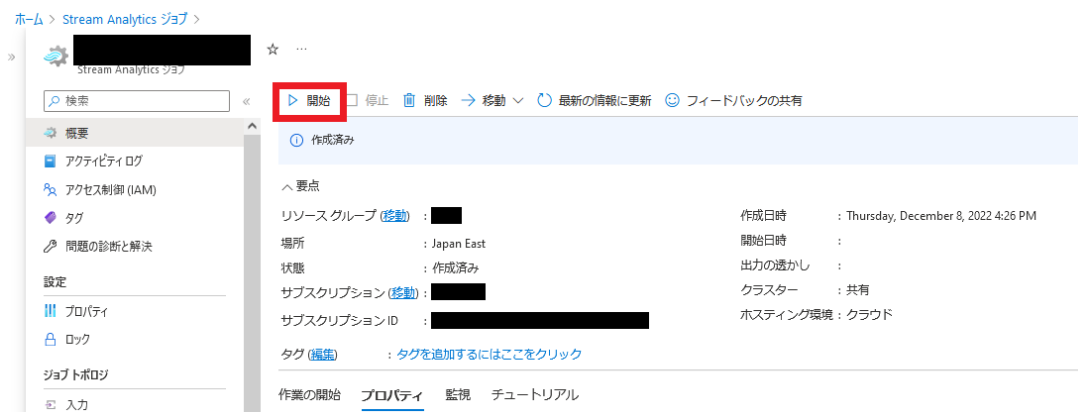 ホーム > Stream Analytics ジョブ >
»
Stream Analytics ジョブ
☆ …
検索 «
開始 停止 削除 移動 最新の情報に更新 フィードバックの共有
概要
アクティビティ ログ
アクセス制御 (IAM)
タグ
問題の診断と解決
設定
プロパティ
ロック
ジョブ トポロジ
入力
作成済み
要点
リソース グループ (移動) :
場所 : Japan East
状態 : 作成済み
サブスクリプション (移動) :
サブスクリプション ID :
タグ (編集) : タグを追加するにはここをクリック
作成日時 : Thursday, December 8, 2022 4:26 PM
開始日時 :
出力の透かし :
クラスター : 共有
ホスティング環境 : クラウド
作業の開始 プロパティ 監視 チュートリアル